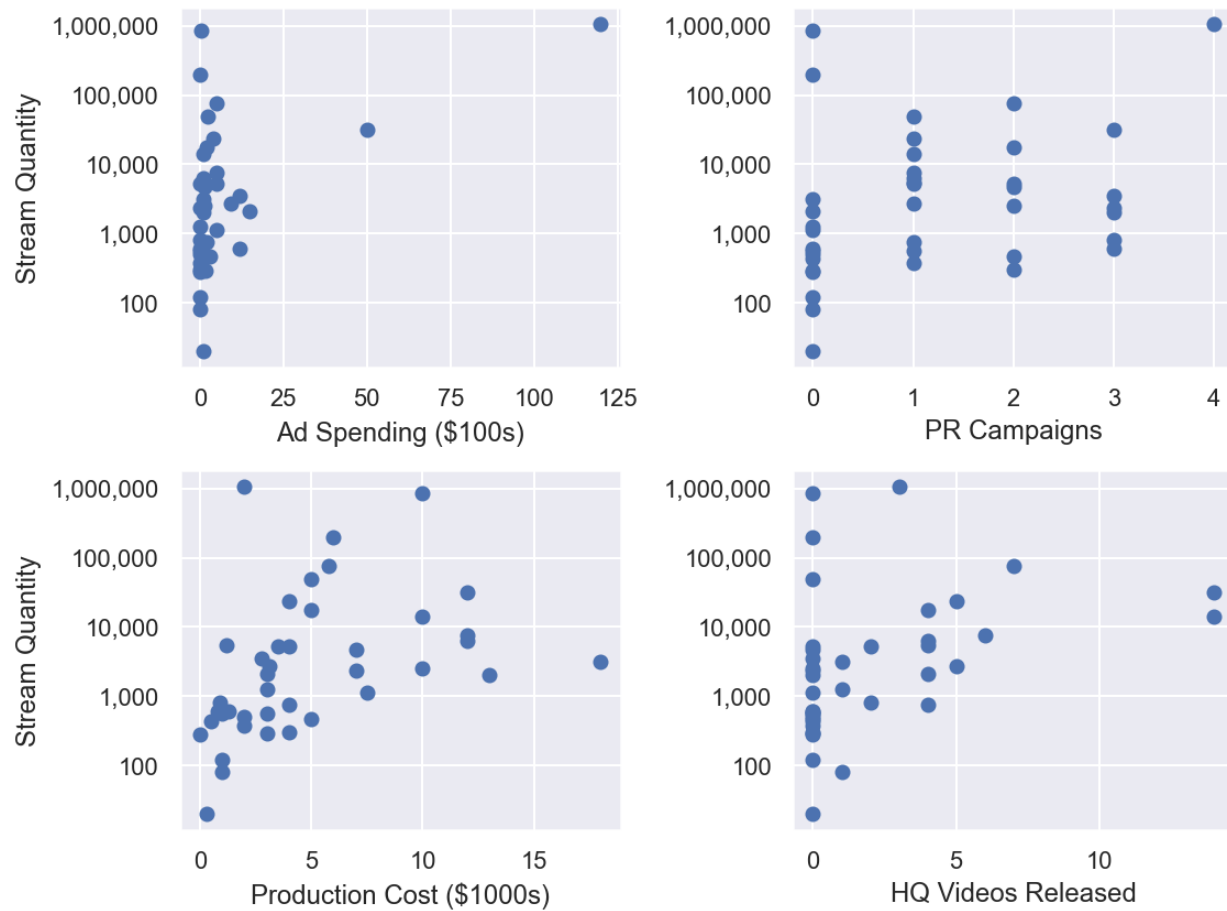 1,000,000
100,000
10,000
1,000
100
Stream Quantity
0 25 50 75 100 125
Ad Spending ($100s)
1,000,000
100,000
10,000
1,000
100
0 1 2 3 4
PR Campaigns
1,000,000
100,000
10,000
1,000
100
Stream Quantity
0 5 10 15
Production Cost ($1000s)
1,000,000
100,000
10,000
1,000
100
0 5 10
HQ Videos Released